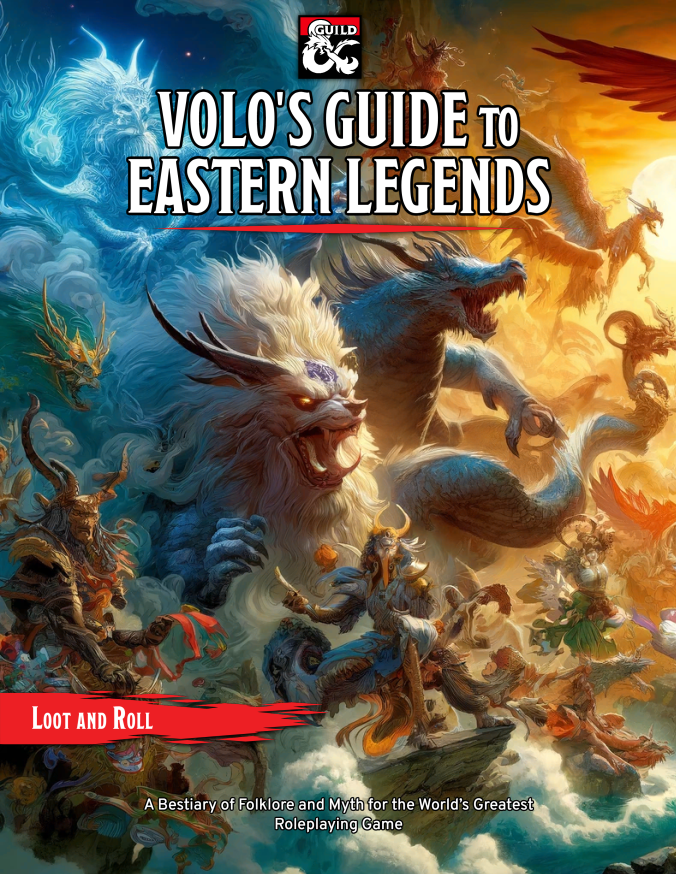 GUILD
VOLO'S GUIDE TO
EASTERN LEGENDS
LOOT AND ROLL
A Bestiary of Folklore and Myth for the World's Greatest
Roleplaying Game